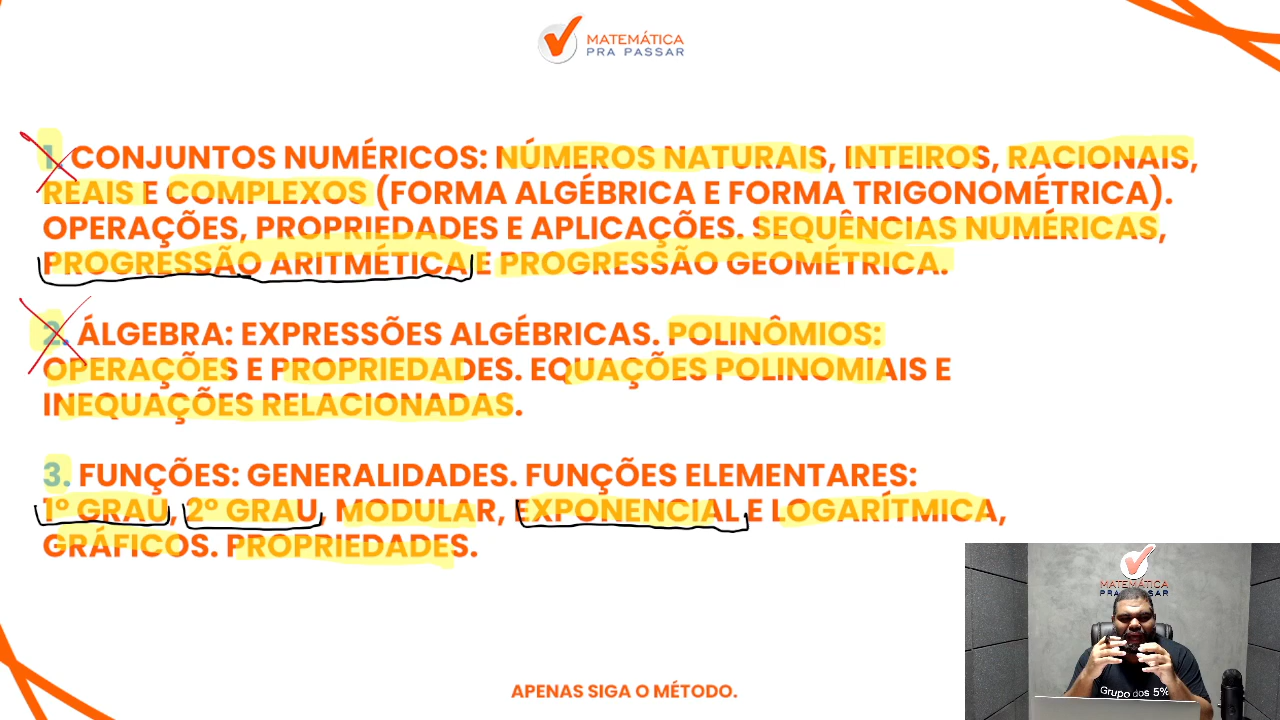 MATEMÁTICA
PRA PASSAR
1. CONJUNTOS NUMÉRICOS: NÚMEROS NATURAIS, INTEIROS, RACIONAIS,
REAIS E COMPLEXOS (FORMA ALGÉBRICA E FORMA TRIGONOMÉTRICA).
OPERAÇÕES, PROPRIEDADES E APLICAÇÕES. SEQUÊNCIAS NUMÉRICAS,
PROGRESSÃO ARITMÉTICA E PROGRESSÃO GEOMÉTRICA.
2. ÁLGEBRA: EXPRESSÕES ALGÉBRICAS. POLINÔMIOS:
OPERAÇÕES E PROPRIEDADES. EQUAÇÕES POLINOMIAIS E
INEQUAÇÕES RELACIONADAS.
3. FUNÇÕES: GENERALIDADES. FUNÇÕES ELEMENTARES:
1º GRAU, 2º GRAU, MODULAR, EXPONENCIAL E LOGARÍTMICA,
GRÁFICOS. PROPRIEDADES.
MATEMÁTICA
PRA PASSAR
Grupo dos 5%
APENAS SIGA O MÉTODO.